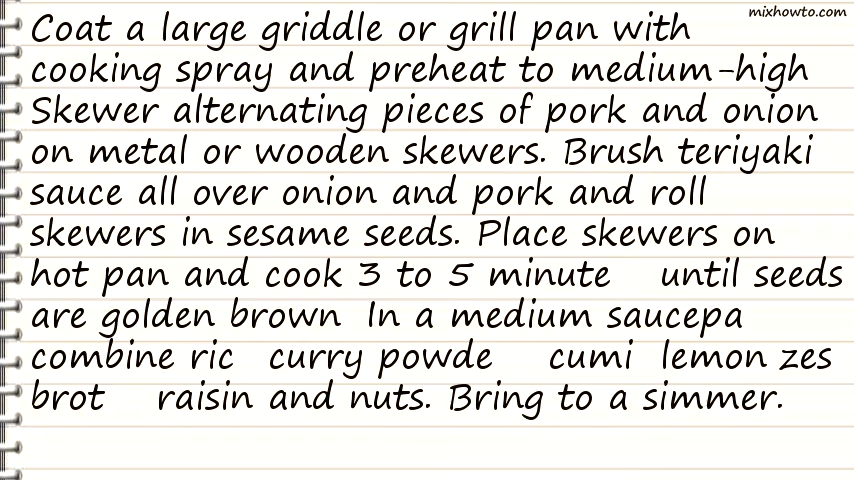 mixhowto.com
Coat a large griddle or grill pan with
cooking spray and preheat to medium-high
Skewer alternating pieces of pork and onion
on metal or wooden skewers. Brush teriyaki
sauce all over onion and pork and roll
skewers in sesame seeds. Place skewers on
hot pan and cook 3 to 5 minute until seeds
are golden brown In a medium saucepa
combine ric curry powde cumi lemon zes
brot raisin and nuts. Bring to a simmer.